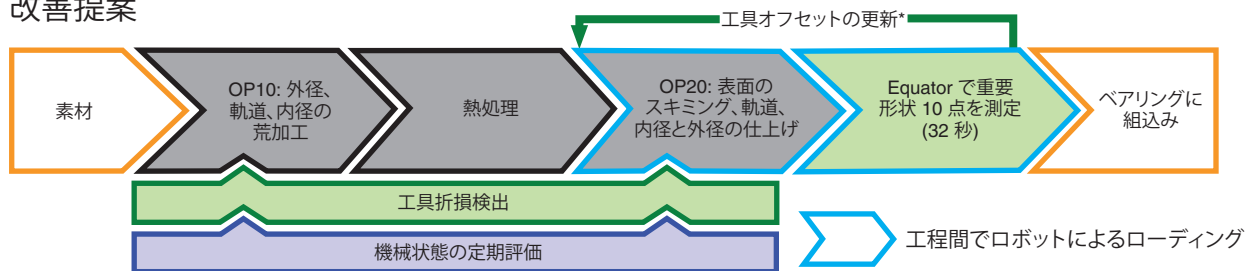 改善提案
工具オフセットの更新*
素材
OP10: 外径、
軌道、内径の
荒加工
熱処理
OP20: 表面の
スキミング、軌道、
内径と外径の仕上げ
Equator で重要
形状 10 点を測定
(32 秒)
ベアリングに
組込み
工具折損検出
機械状態の定期評価
工程間でロボットによるローディング